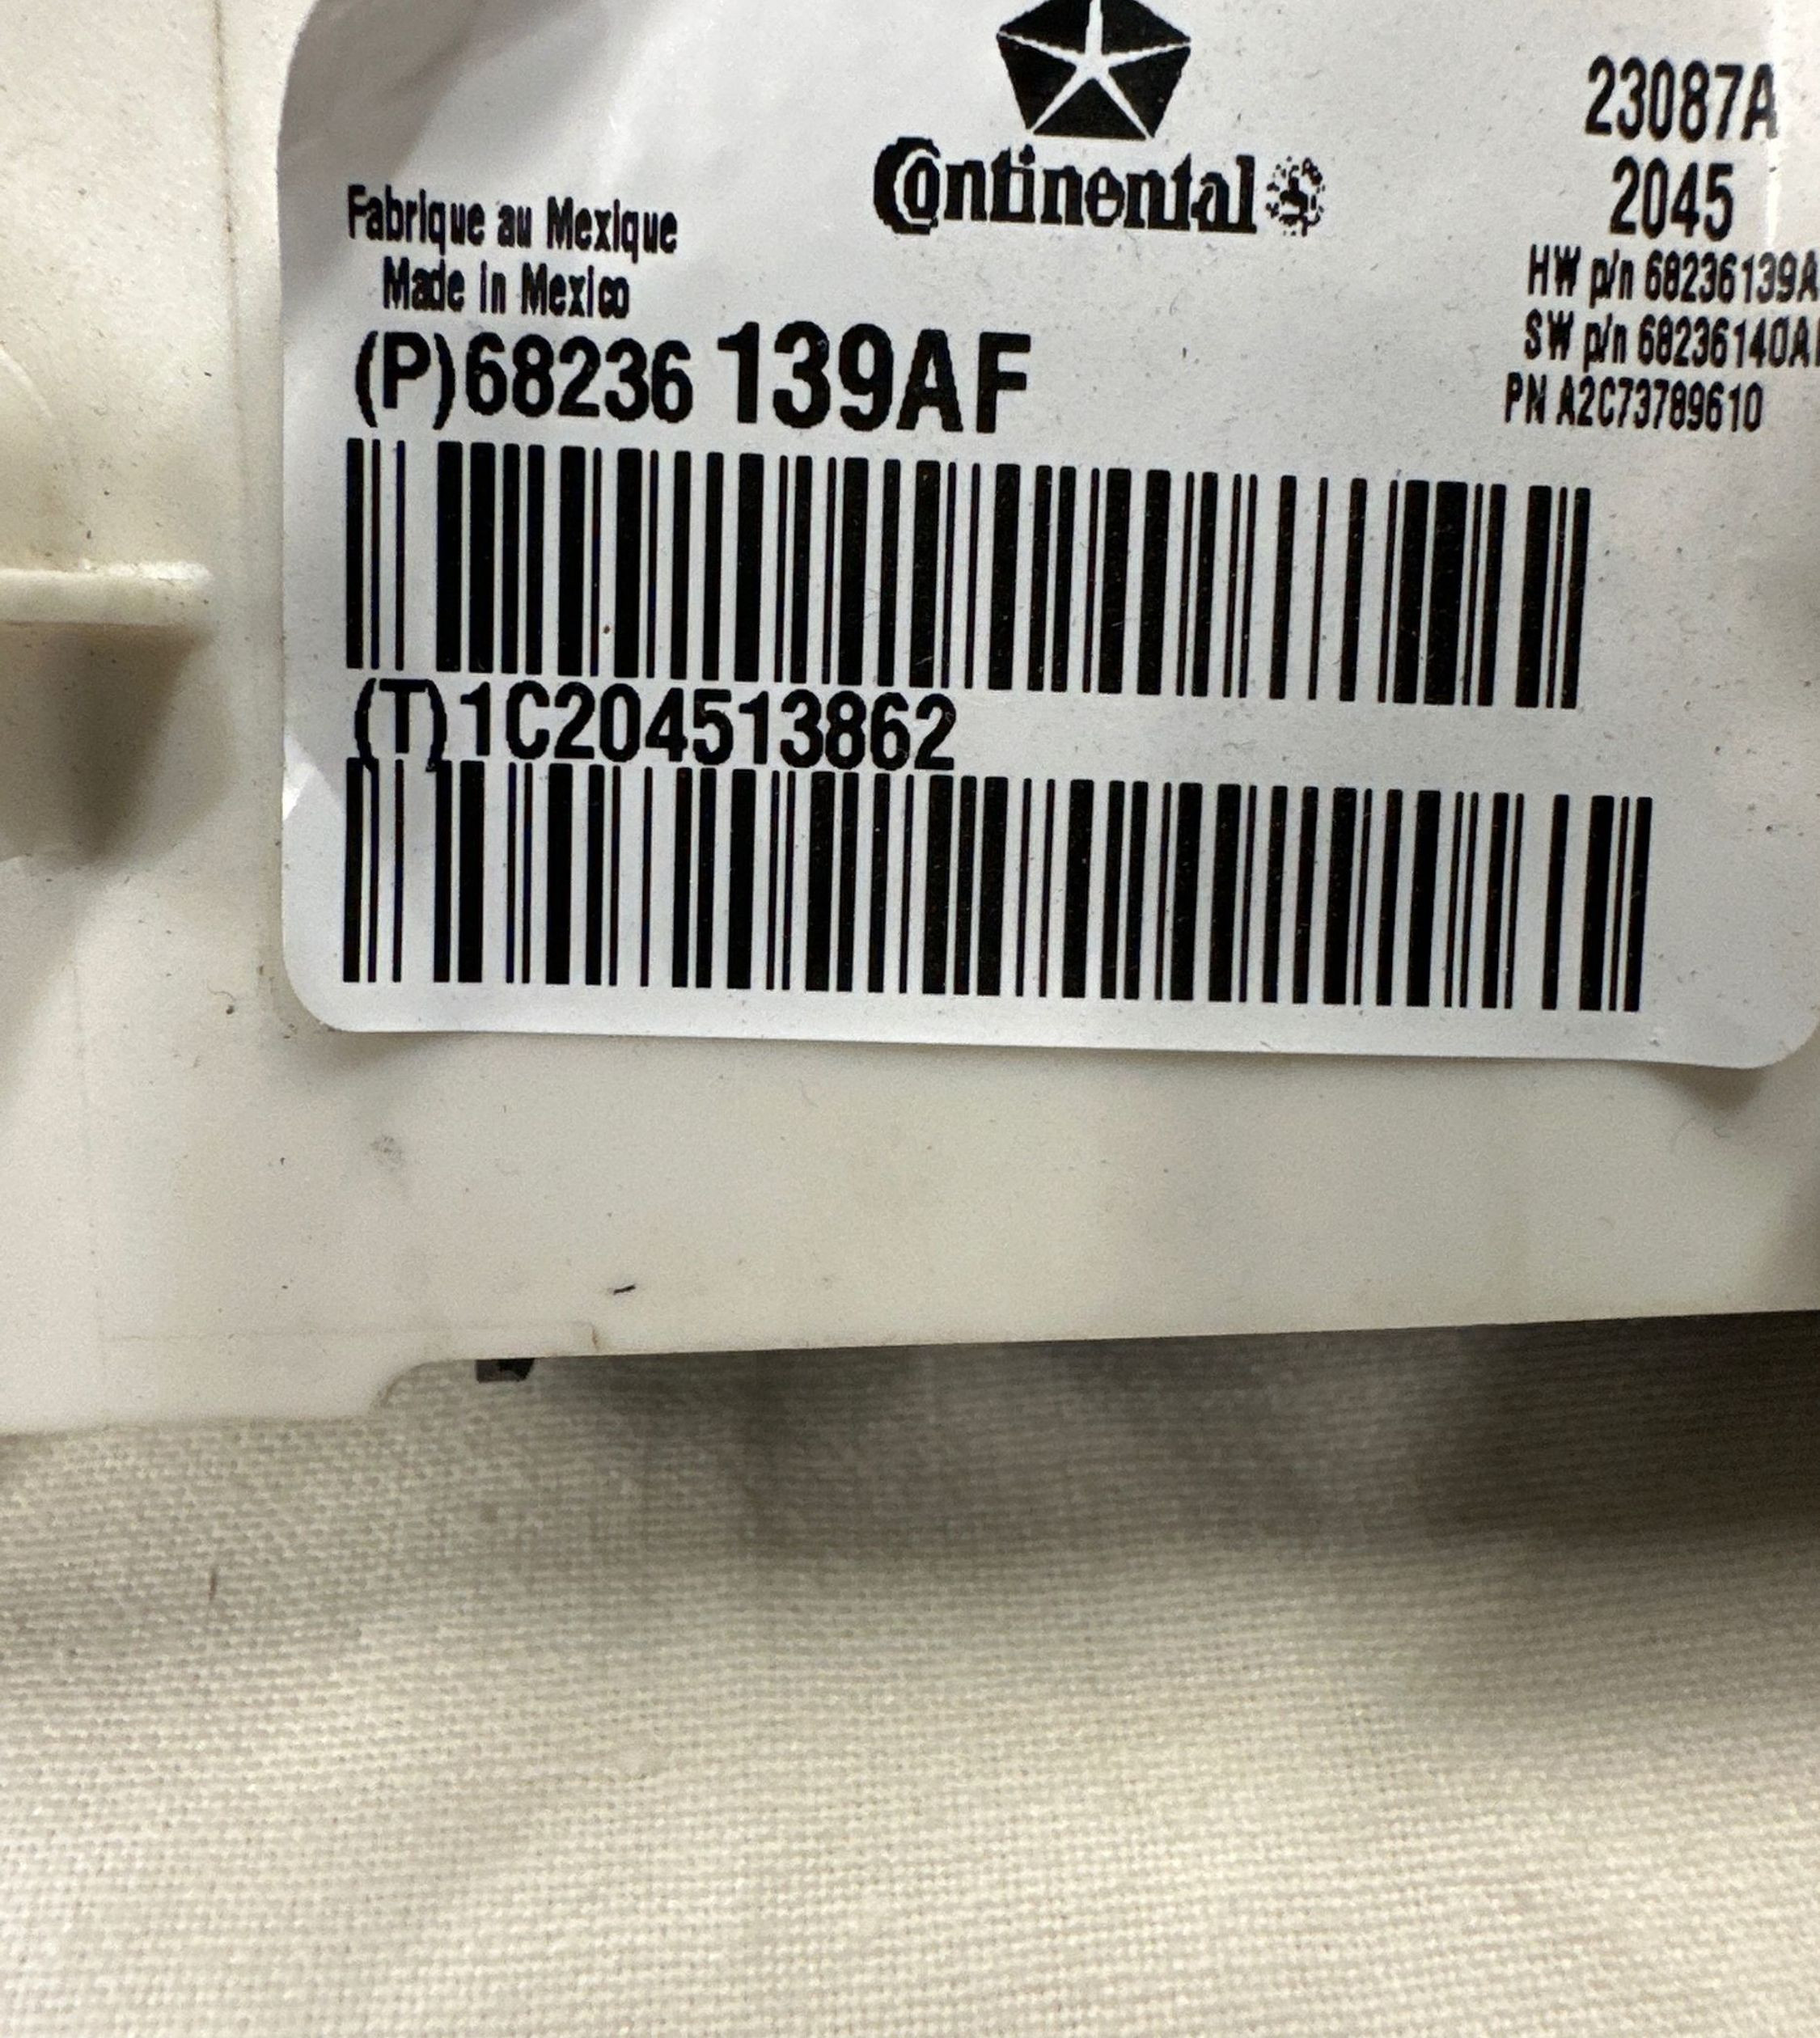 Continental
23087A
2045
Fabrique au Mexique
Made in Mexico
HW p/n 68236139A
SW p/n 68236140A
PN A2C73789610
(P)68236 139AF
(T)1C204513862